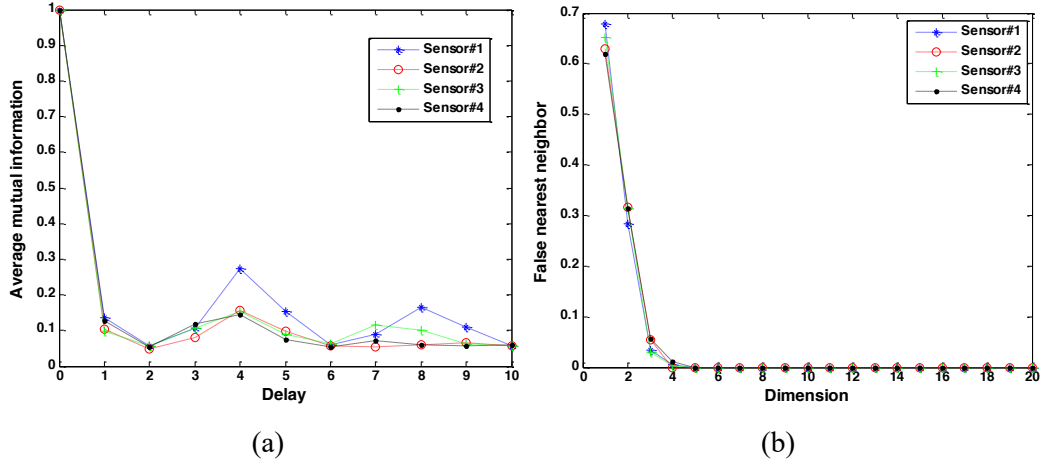 1
0.9
0.8
0.7
0.6
0.5
0.4
0.3
0.2
0.1
0
Average mutual information
Sensor#1
Sensor#2
Sensor#3
Sensor#4
0 1 2 3 4 5 6 7 8 9 10
Delay
(a)
0.7
0.6
0.5
0.4
0.3
0.2
0.1
0
False nearest neighbor
Sensor#1
Sensor#2
Sensor#3
Sensor#4
0 2 4 6 8 10 12 14 16 18 20
Dimension
(b)